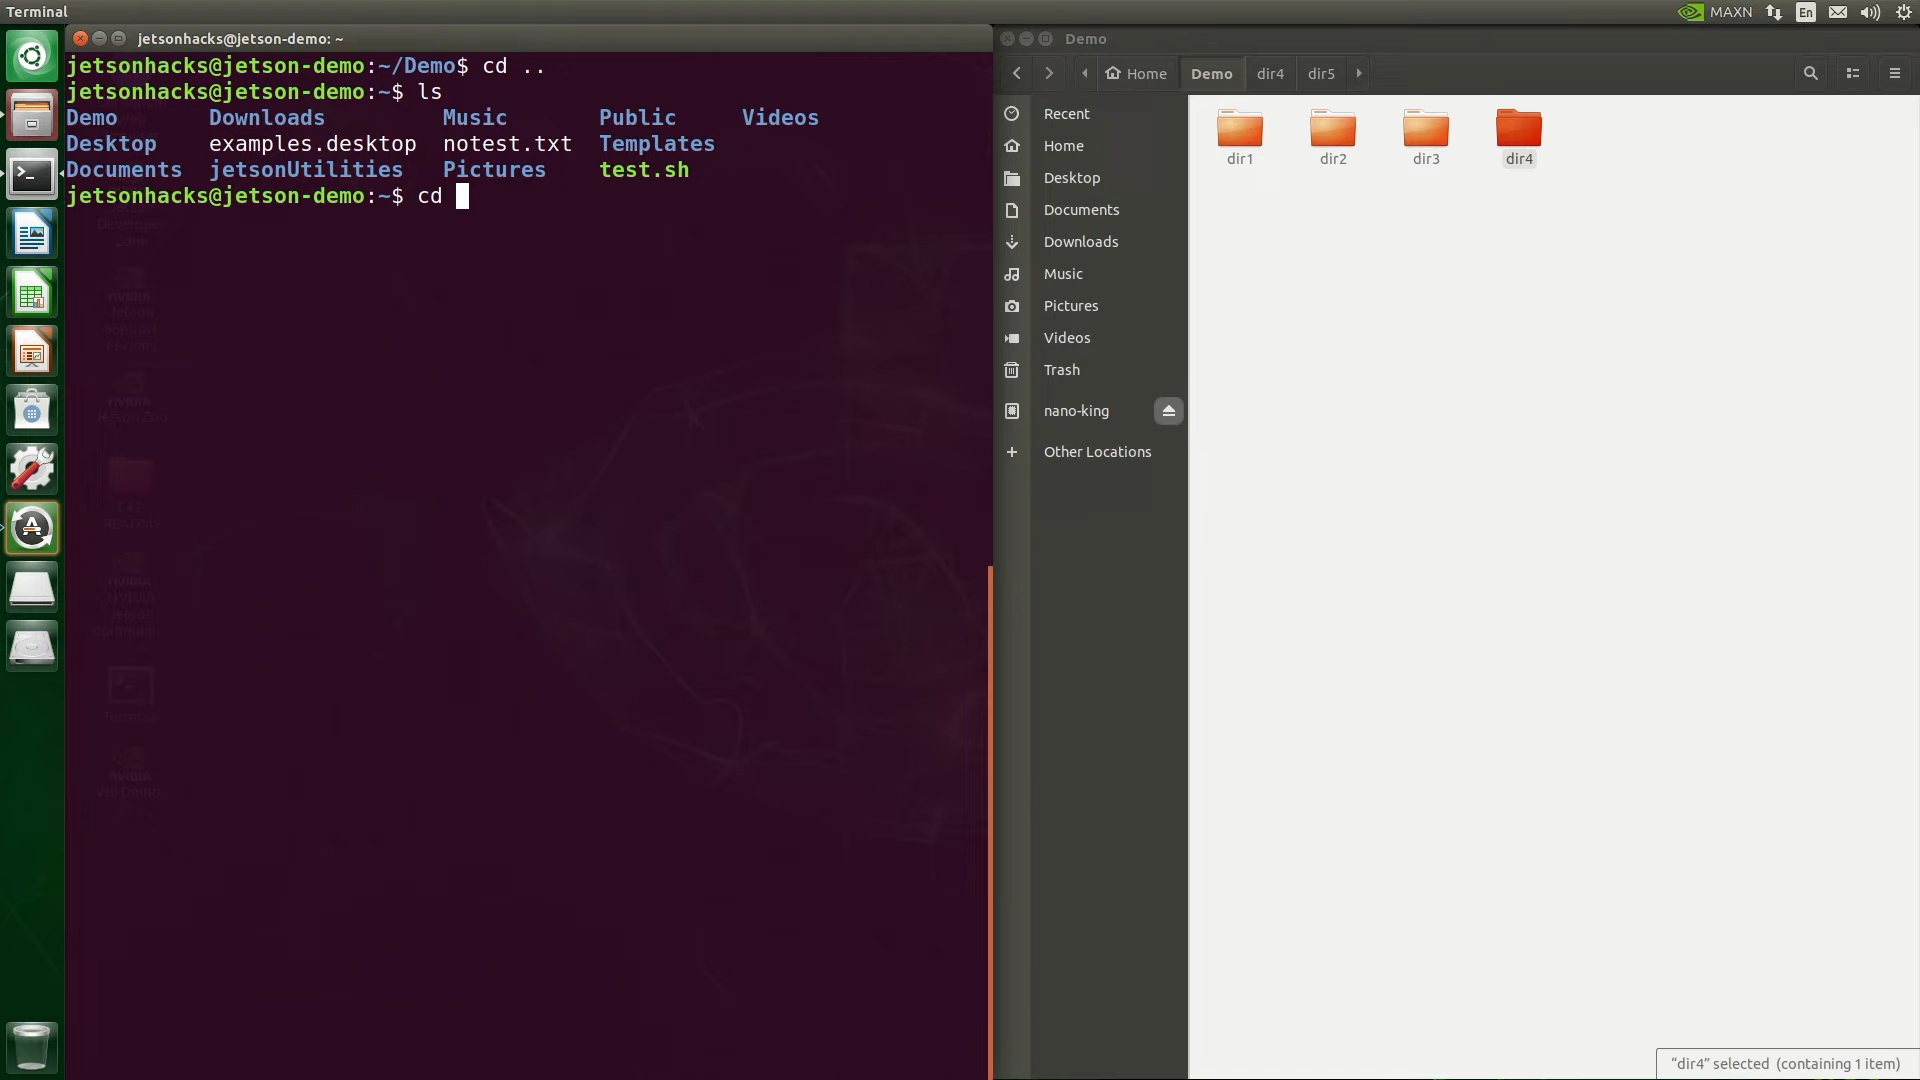 Terminal
MAXN
En
jetsonhacks@jetson-demo: ~
jetsonhacks@jetson-demo:~/Demo$ cd ..
jetsonhacks@jetson-demo:~$ ls
Demo Downloads Music Public Videos
Desktop examples.desktop notest.txt Templates
Documents jetsonUtilities Pictures test.sh
jetsonhacks@jetson-demo:~$ cd
Demo
Home Demo dir4 dir5
Recent
Home
Desktop
Documents
Downloads
Music
Pictures
Videos
Trash
nano-king
Other Locations
dir1 dir2 dir3 dir4
“dir4” selected (containing 1 item)